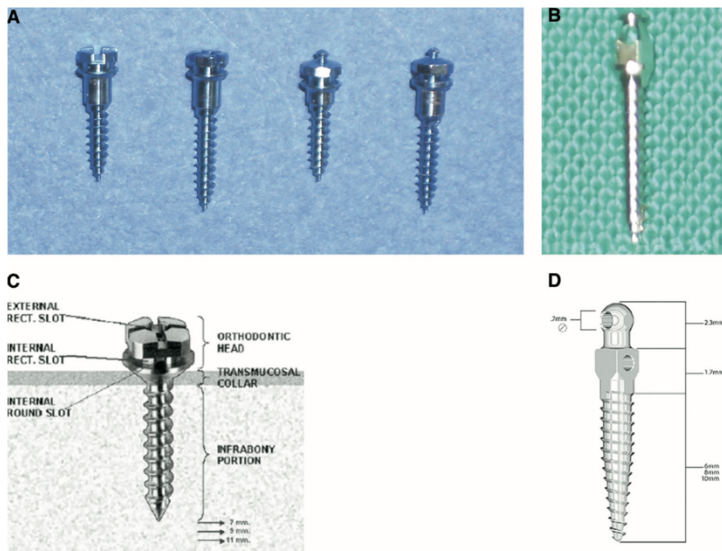 A
B
C
EXTERNAL
RECT. SLOT
INTERNAL
RECT. SLOT
INTERNAL
ROUND SLOT
ORTHODONTIC
HEAD
TRANSMUCOSAL
COLLAR
INFRABONY
PORTION
7 mm.
9 mm.
11 mm.
D
.7mm
2.3mm
1.7mm
6mm
8mm
10mm